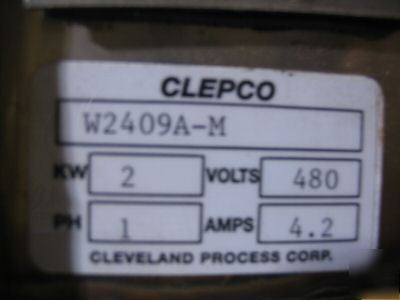 CLEPCO
W2409A-M
KW 2 VOLTS 480
PH 1 AMPS 4.2
CLEVELAND PROCESS CORP.